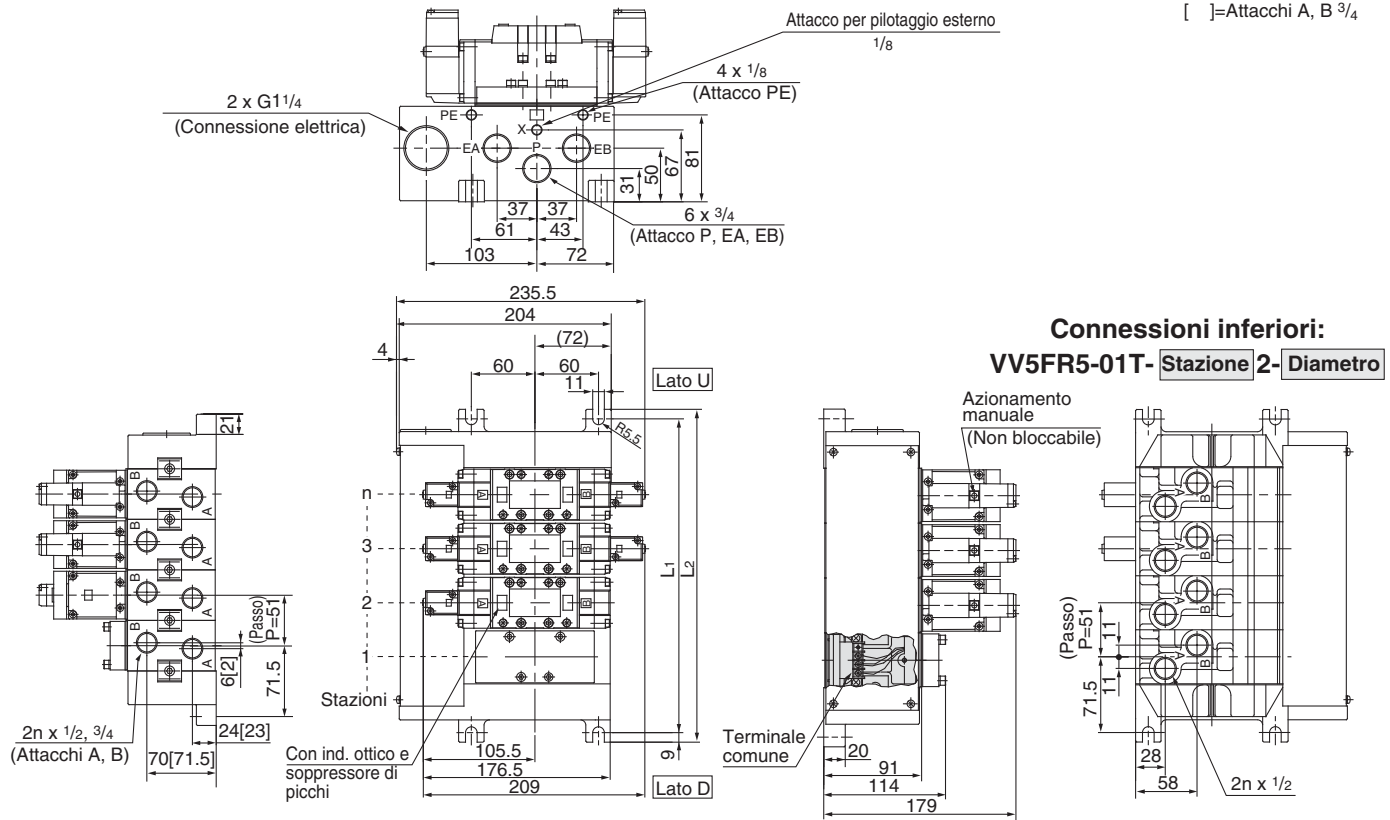 [ ]=Attacchi A, B 3/4
Attacco per pilotaggio esterno
1/8
4 x 1/8
(Attacco PE)
2 x G1 1/4
(Connessione elettrica)
PE
PE
X
EA
P
EB
31
50
67
81
37
37
61
43
103
72
6 x 3/4
(Attacco P, EA, EB)
235.5
204
(72)
4
60
60
11
Lato U
R5.5
Connessioni inferiori:
VV5FR5-01T- Stazione 2- Diametro
Azionamento
manuale
(Non bloccabile)
21
B
A
B
A
B
A
B
A
(Passo)
P=51
6[2]
71.5
24[23]
70[71.5]
2n x 1/2, 3/4
(Attacchi A, B)
n
3
2
1
Stazioni
A
B
A
B
A
B
L1
L2
Con ind. ottico e
soppressore di
picchi
105.5
176.5
209
9
Lato D
Terminale
comune
20
91
114
179
A
B
A
B
A
B
A
B
(Passo)
P=51
11
11
71.5
28
58
2n x 1/2